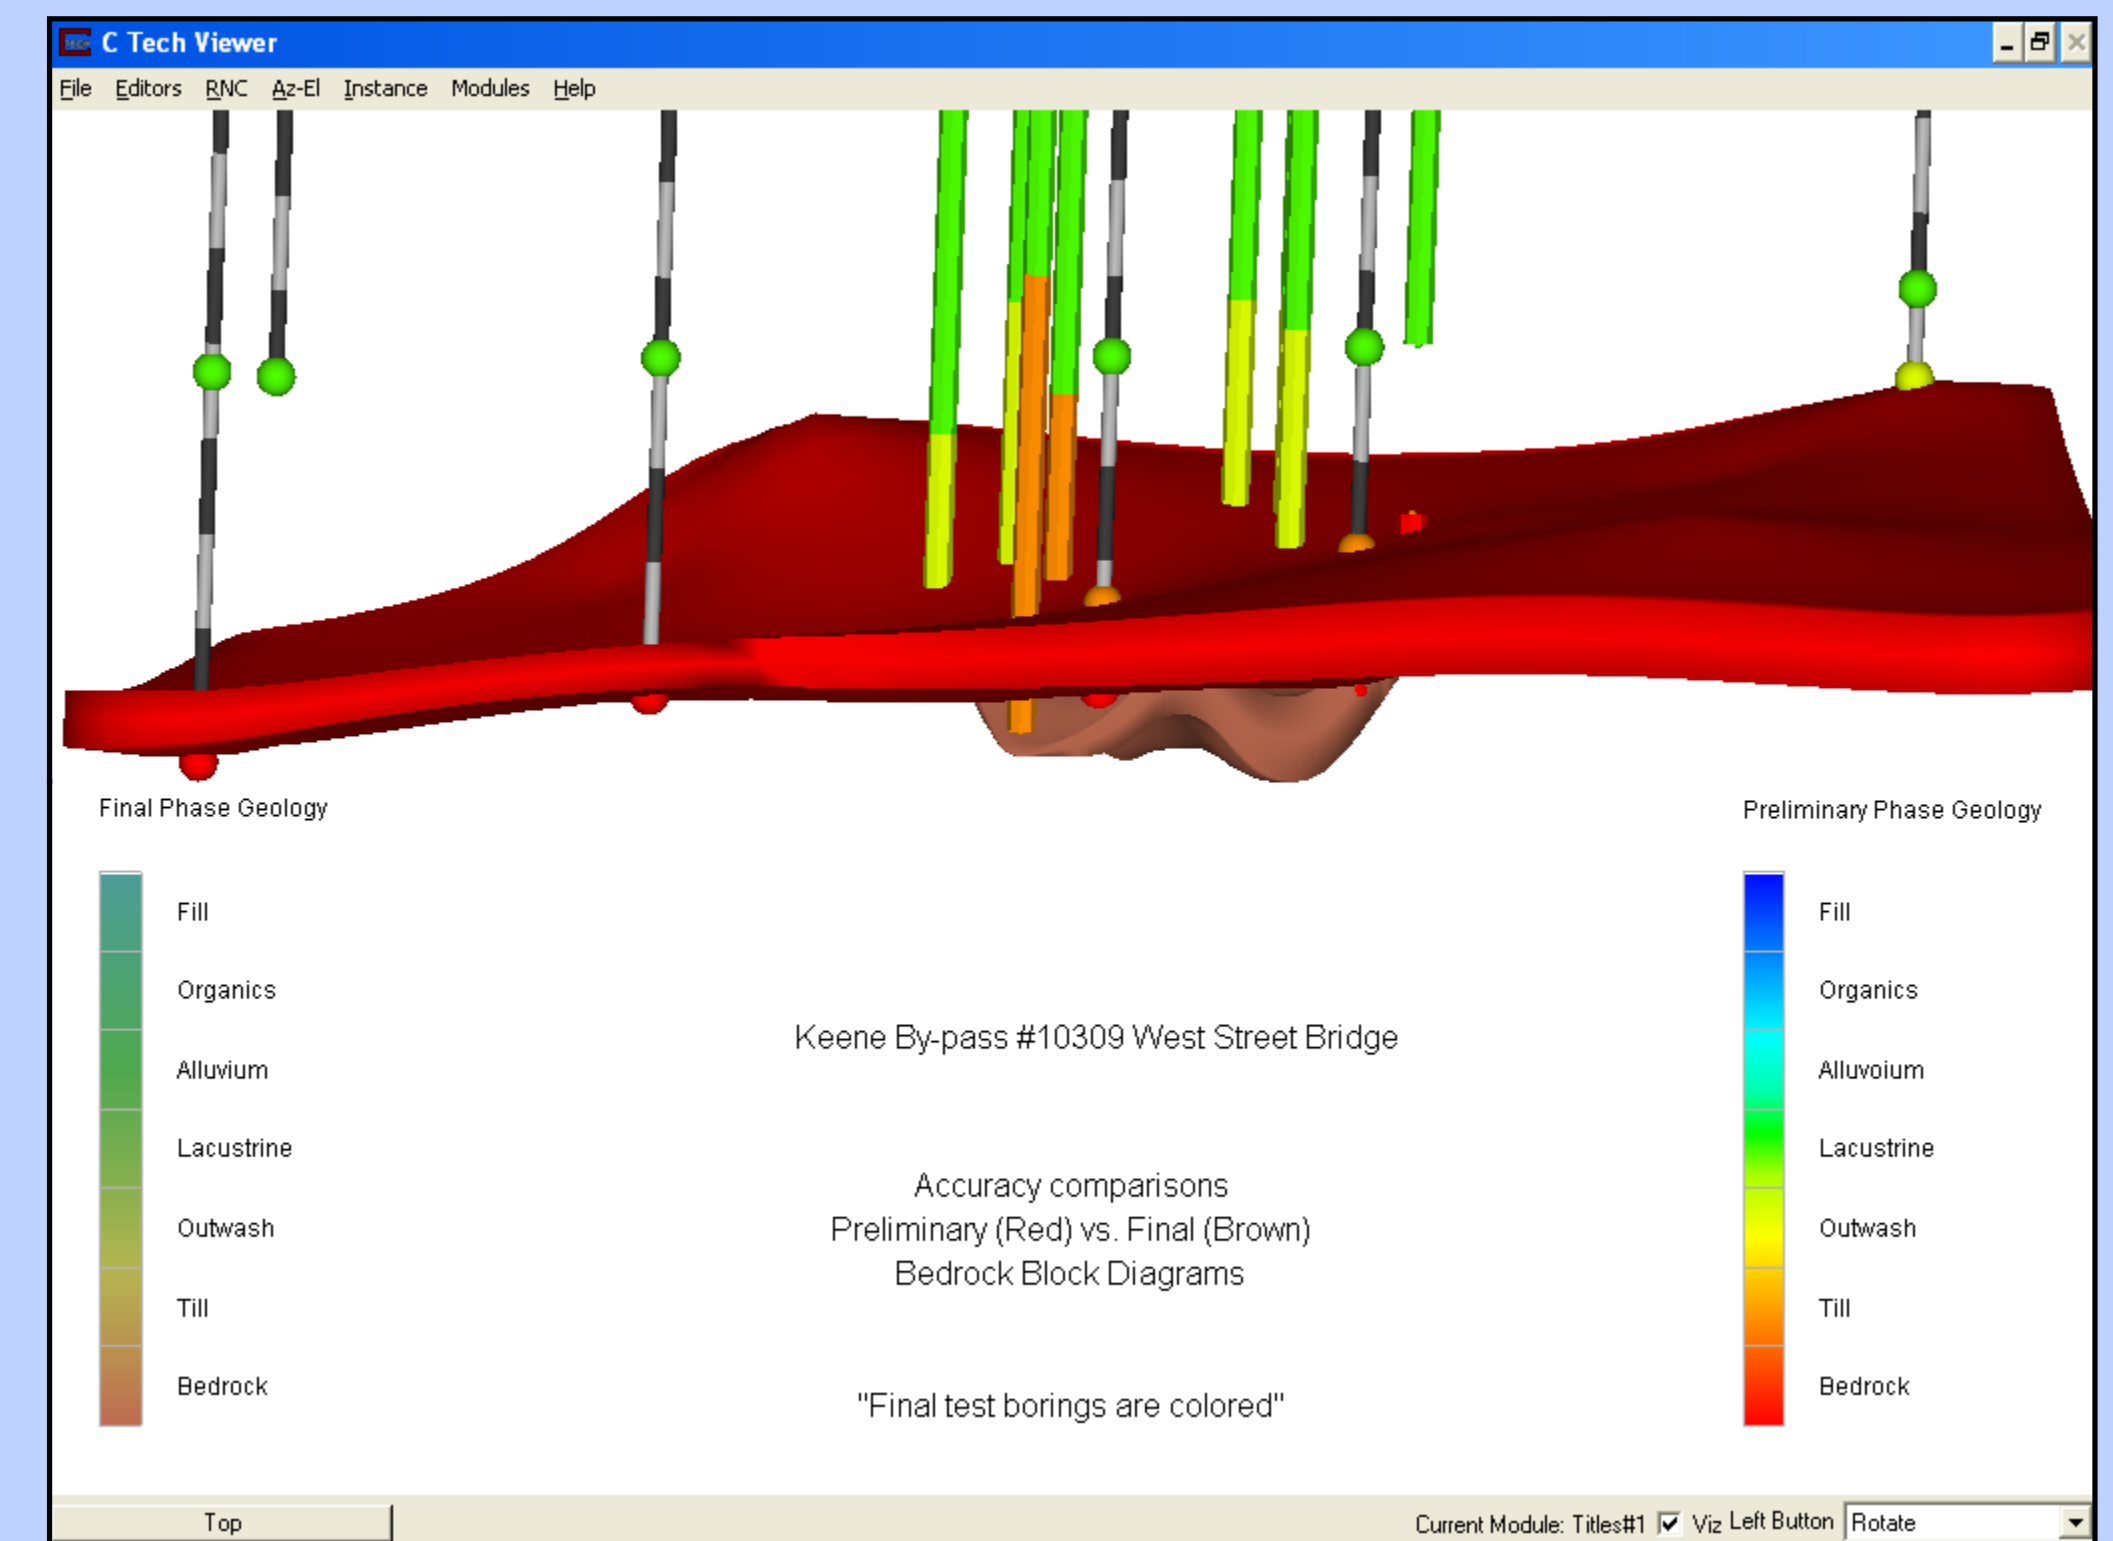 C Tech Viewer
File Editors RNC Az-El Instance Modules Help
Final Phase Geology
Fill
Organics
Alluvium
Lacustrine
Outwash
Till
Bedrock
Keene By-pass #10309 West Street Bridge
Accuracy comparisons
Preliminary (Red) vs. Final (Brown)
Bedrock Block Diagrams
"Final test borings are colored"
Preliminary Phase Geology
Fill
Organics
Alluvoium
Lacustrine
Outwash
Till
Bedrock
Top
Current Module: Titles#1 Viz Left Button Rotate